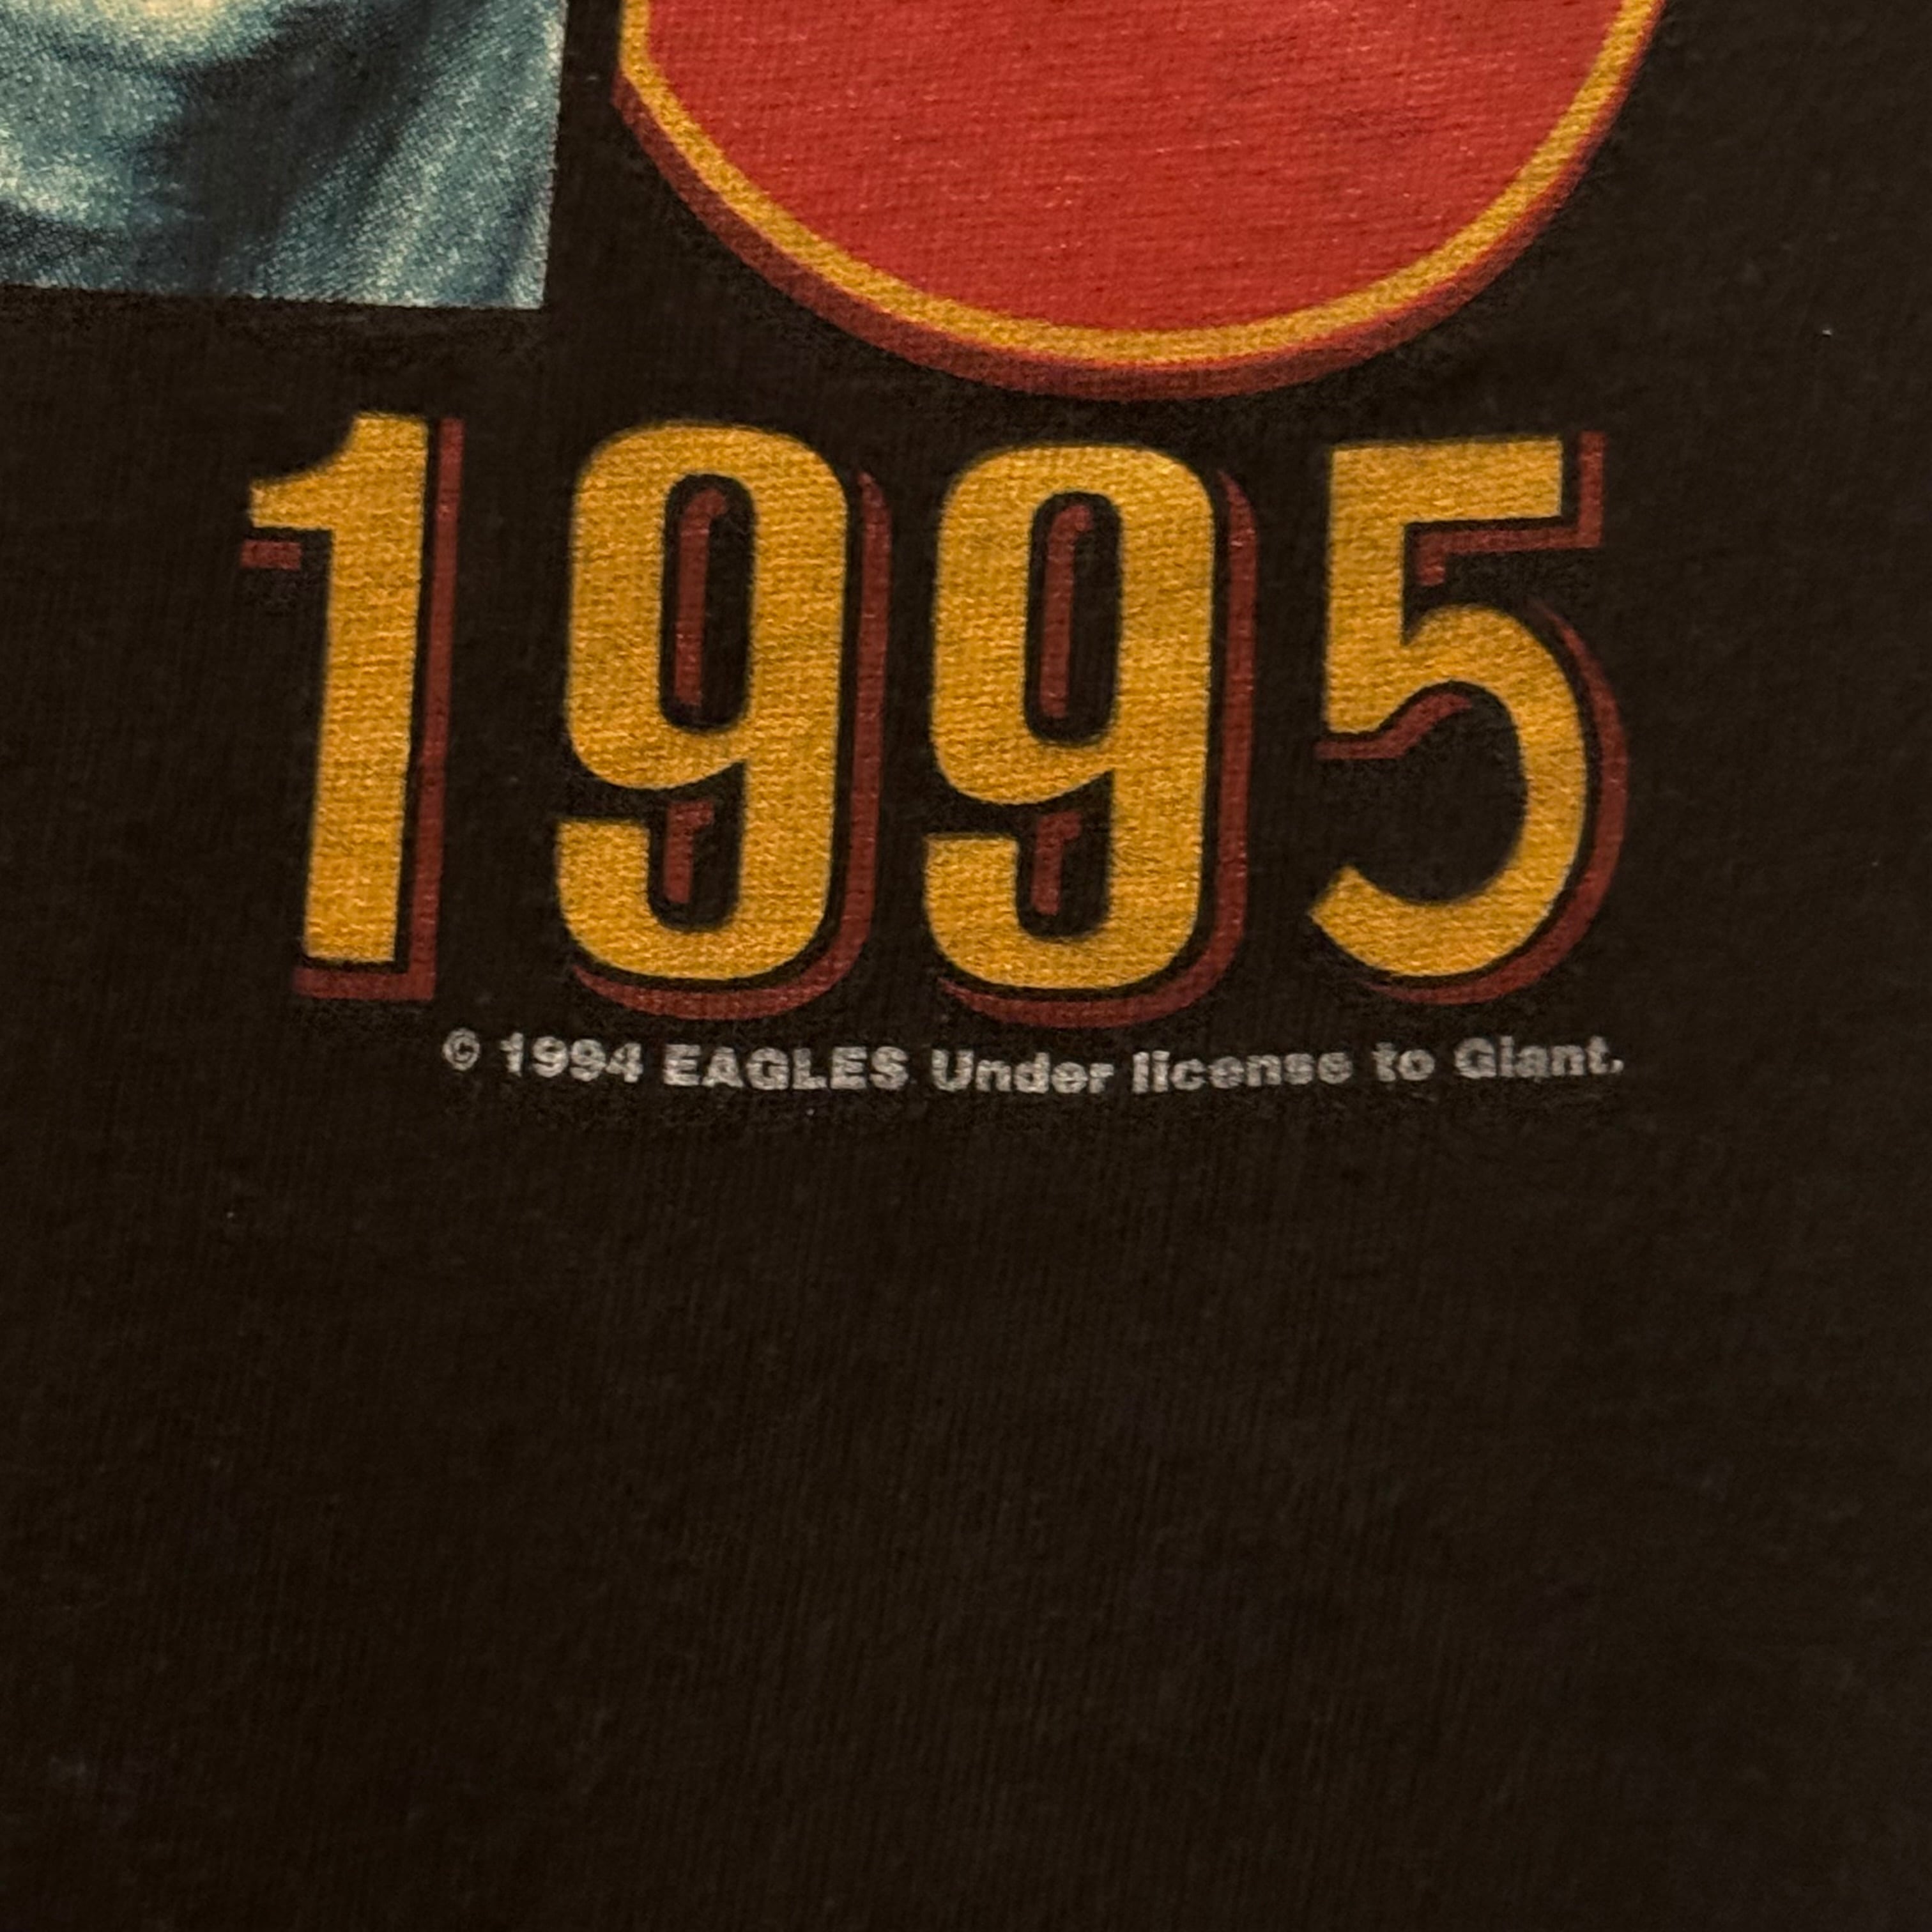 1995
© 1994 EAGLES Under license to Giant.